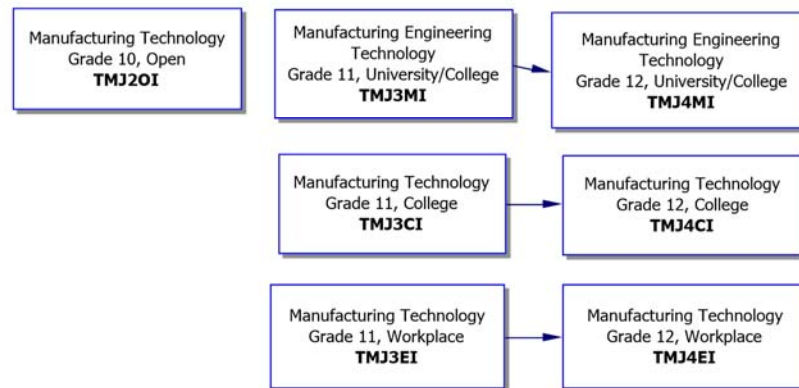 Manufacturing Technology
Grade 10, Open
TMJ2OI
Manufacturing Engineering
Technology
Grade 11, University/College
TMJ3MI
Manufacturing Engineering
Technology
Grade 12, University/College
TMJ4MI
Manufacturing Technology
Grade 11, College
TMJ3CI
Manufacturing Technology
Grade 12, College
TMJ4CI
Manufacturing Technology
Grade 11, Workplace
TMJ3EI
Manufacturing Technology
Grade 12, Workplace
TMJ4EI